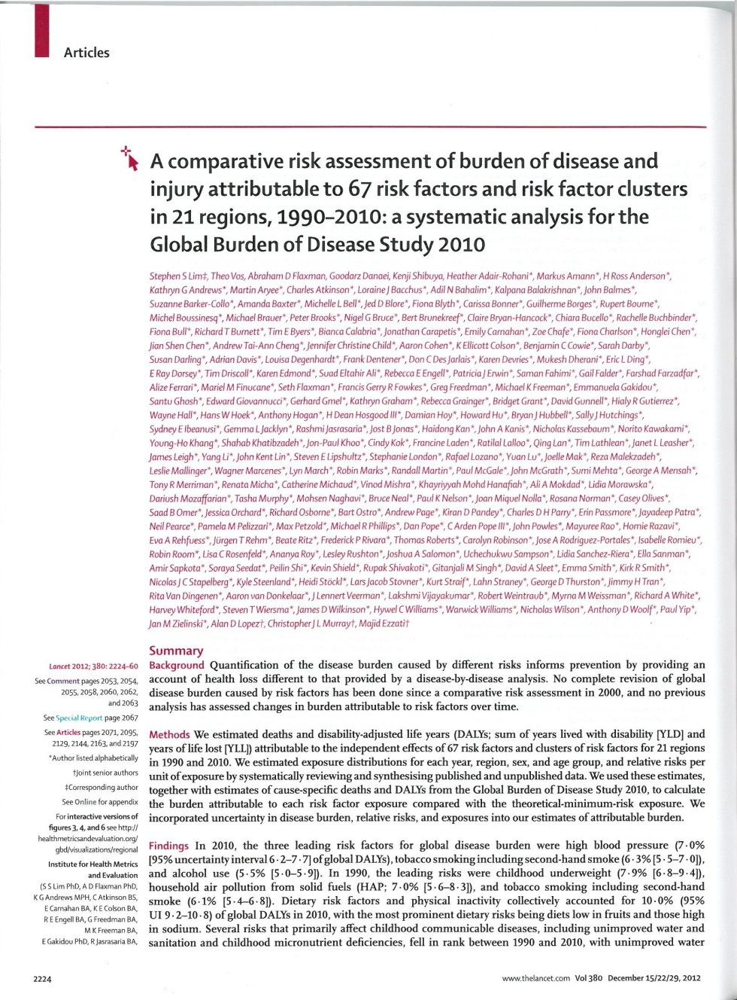 Articles
A comparative risk assessment of burden of disease and
injury attributable to 67 risk factors and risk factor clusters
in 21 regions, 1990–2010: a systematic analysis for the
Global Burden of Disease Study 2010
Stephen S Lim‡, Theo Vos, Abraham D Flaxman, Goodarz Danaei, Kenji Shibuya, Heather Adair-Rohani*, Markus Amann*, H Ross Anderson*,
Kathryn G Andrews*, Martin Aryee*, Charles Atkinson*, Loraine J Bacchus*, Adil N Bahalim*, Kalpana Balakrishnan*, John Balmes*,
Suzanne Barker-Collo*, Amanda Baxter*, Michelle L Bell*, Jed D Blore*, Fiona Blyth*, Carissa Bonner*, Guilherme Borges*, Rupert Bourne*,
Michel Boussinesq*, Michael Brauer*, Peter Brooks*, Nigel G Bruce*, Bert Brunekreef*, Claire Bryan-Hancock*, Chiara Bucello*, Rachelle Buchbinder*,
Fiona Bull*, Richard T Burnett*, Tim E Byers*, Bianca Calabria*, Jonathan Carapetis*, Emily Carnahan*, Zoe Chafe*, Fiona Charlson*, Honglei Chen*,
Jian Shen Chen*, Andrew Tai-Ann Cheng*, Jennifer Christine Child*, Aaron Cohen*, K Ellicott Colson*, Benjamin C Cowie*, Sarah Darby*,
Susan Darling*, Adrian Davis*, Louisa Degenhardt*, Frank Dentener*, Don C Des Jarlais*, Karen Devries*, Mukesh Dherani*, Eric L Ding*,
E Ray Dorsey*, Tim Driscoll*, Karen Edmond*, Suad Eltahir Ali*, Rebecca E Engell*, Patricia J Erwin*, Saman Fahimi*, Gail Falder*, Farshad Farzadfar*,
Alize Ferrari*, Mariel M Finucane*, Seth Flaxman*, Francis Gerry R Fowkes*, Greg Freedman*, Michael K Freeman*, Emmanuela Gakidou*,
Santu Ghosh*, Edward Giovannucci*, Gerhard Gmel*, Kathryn Graham*, Rebecca Grainger*, Bridget Grant*, David Gunnell*, Hialy R Gutierrez*,
Wayne Hall*, Hans W Hoek*, Anthony Hogan*, H Dean Hosgood III*, Damian Hoy*, Howard Hu*, Bryan J Hubbell*, Sally J Hutchings*,
Sydney E Ibeanusi*, Gemma L Jacklyn*, Rashmi Jasrasaria*, Jost B Jonas*, Haidong Kan*, John A Kanis*, Nicholas Kassebaum*, Norito Kawakami*,
Young-Ho Khang*, Shahab Khatibzadeh*, Jon-Paul Khoo*, Cindy Kok*, Francine Laden*, Ratilal Lalloo*, Qing Lan*, Tim Lathlean*, Janet L Leasher*,
James Leigh*, Yang Li*, John Kent Lin*, Steven E Lipshultz*, Stephanie London*, Rafael Lozano*, Yuan Lu*, Joelle Mak*, Reza Malekzadeh*,
Leslie Mallinger*, Wagner Marcenes*, Lyn March*, Robin Marks*, Randall Martin*, Paul McGale*, John McGrath*, Sumi Mehta*, George A Mensah*,
Tony R Merriman*, Renata Micha*, Catherine Michaud*, Vinod Mishra*, Khayriyyah Mohd Hanafiah*, Ali A Mokdad*, Lidia Morawska*,
Dariush Mozaffarian*, Tasha Murphy*, Mohsen Naghavi*, Bruce Neal*, Paul K Nelson*, Joan Miquel Nolla*, Rosana Norman*, Casey Olives*,
Saad B Omer*, Jessica Orchard*, Richard Osborne*, Bart Ostro*, Andrew Page*, Kiran D Pandey*, Charles D H Parry*, Erin Passmore*, Jayadeep Patra*,
Neil Pearce*, Pamela M Pelizzari*, Max Petzold*, Michael R Phillips*, Dan Pope*, C Arden Pope III*, John Powles*, Mayuree Rao*, Homie Razavi*,
Eva A Rehfuess*, Jürgen T Rehm*, Beate Ritz*, Frederick P Rivara*, Thomas Roberts*, Carolyn Robinson*, Jose A Rodriguez-Portales*, Isabelle Romieu*,
Robin Room*, Lisa C Rosenfeld*, Ananya Roy*, Lesley Rushton*, Joshua A Salomon*, Uchechukwu Sampson*, Lidia Sanchez-Riera*, Ella Sanman*,
Amir Sapkota*, Soraya Seedat*, Peilin Shi*, Kevin Shield*, Rupak Shivakoti*, Gitanjali M Singh*, David A Sleet*, Emma Smith*, Kirk R Smith*,
Nicolas J C Stapelberg*, Kyle Steenland*, Heidi Stöckl*, Lars Jacob Stovner*, Kurt Straif*, Lahn Straney*, George D Thurston*, Jimmy H Tran*,
Rita Van Dingenen*, Aaron van Donkelaar*, J Lennert Veerman*, Lakshmi Vijayakumar*, Robert Weintraub*, Myrna M Weissman*, Richard A White*,
Harvey Whiteford*, Steven T Wiersma*, James D Wilkinson*, Hywel C Williams*, Warwick Williams*, Nicholas Wilson*, Anthony D Woolf*, Paul Yip*,
Jan M Zielinski*, Alan D Lopez†, Christopher J L Murray†, Majid Ezzati†
Summary
Background Quantification of the disease burden caused by different risks informs prevention by providing an
account of health loss different to that provided by a disease-by-disease analysis. No complete revision of global
disease burden caused by risk factors has been done since a comparative risk assessment in 2000, and no previous
analysis has assessed changes in burden attributable to risk factors over time.
Methods We estimated deaths and disability-adjusted life years (DALYs; sum of years lived with disability [YLD] and
years of life lost [YLL]) attributable to the independent effects of 67 risk factors and clusters of risk factors for 21 regions
in 1990 and 2010. We estimated exposure distributions for each year, region, sex, and age group, and relative risks per
unit of exposure by systematically reviewing and synthesising published and unpublished data. We used these estimates,
together with estimates of cause-specific deaths and DALYs from the Global Burden of Disease Study 2010, to calculate
the burden attributable to each risk factor exposure compared with the theoretical-minimum-risk exposure. We
incorporated uncertainty in disease burden, relative risks, and exposures into our estimates of attributable burden.
Findings In 2010, the three leading risk factors for global disease burden were high blood pressure (7·0%
[95% uncertainty interval 6·2–7·7] of global DALYs), tobacco smoking including second-hand smoke (6·3% [5·5–7·0]),
and alcohol use (5·5% [5·0–5·9]). In 1990, the leading risks were childhood underweight (7·9% [6·8–9·4]),
household air pollution from solid fuels (HAP; 7·0% [5·6–8·3]), and tobacco smoking including second-hand
smoke (6·1% [5·4–6·8]). Dietary risk factors and physical inactivity collectively accounted for 10·0% (95%
UI 9·2–10·8) of global DALYs in 2010, with the most prominent dietary risks being diets low in fruits and those high
in sodium. Several risks that primarily affect childhood communicable diseases, including unimproved water and
sanitation and childhood micronutrient deficiencies, fell in rank between 1990 and 2010, with unimproved water
Lancet 2012; 380: 2224–60
See Comment pages 2053, 2054,
2055, 2058, 2060, 2062,
and 2063
See Special Report page 2067
See Articles pages 2071, 2095,
2129, 2144, 2163, and 2197
*Author listed alphabetically
†Joint senior authors
‡Corresponding author
See Online for appendix
For interactive versions of
figures 3, 4, and 6 see http://
healthmetricsandevaluation.org/
gbd/visualizations/regional
Institute for Health Metrics
and Evaluation
(S S Lim PhD, A D Flaxman PhD,
K G Andrews MPH, C Atkinson BS,
E Carnahan BA, K E Colson BA,
R E Engell BA, G Freedman BA,
M K Freeman BA,
E Gakidou PhD, R Jasrasaria BA,
2224
www.thelancet.com Vol 380 December 15/22/29, 2012